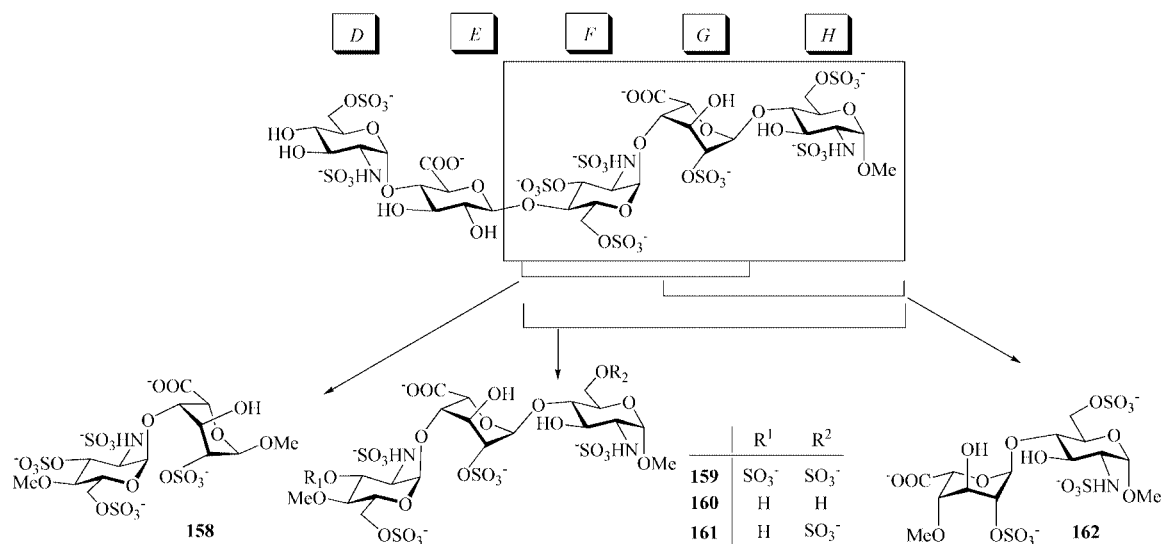 D E F G H
OSO3-
OSO3-
-OOC OH
HO O O O
HO COO- -SO3HN HO
-SO3HN -O3SO O -SO3HN
O O OSO3- OMe
HO O
OH OSO3-
OR2
-OOC OH OSO3-
-OOC OH HO O
-SO3HN -SO3HN -SO3HN R1 R2 OH
-O3SO OMe OSO3- OMe 159 SO3- SO3- -OOC HO
MeO OSO3- R1O 160 H H -O3SHN OMe
OSO3- MeO 161 H SO3- MeO OSO3- 162
158 OSO3-